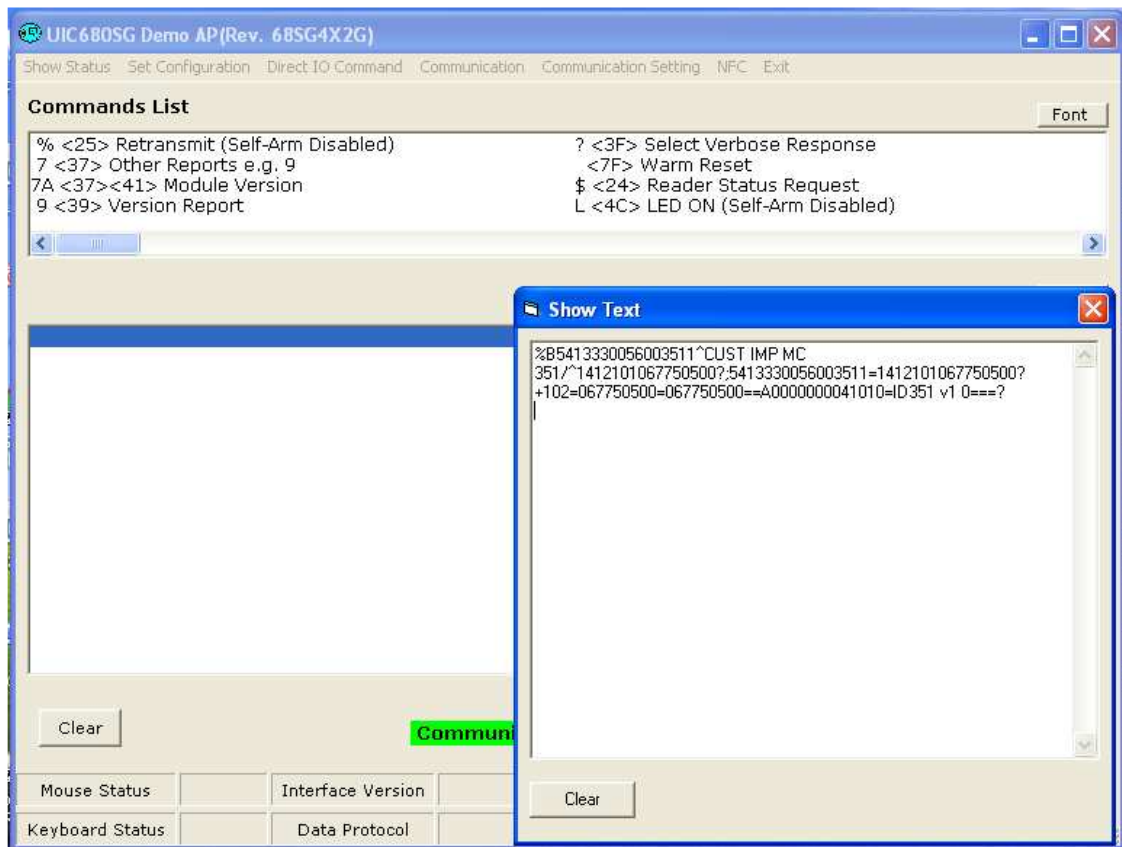 UIC680SG Demo AP(Rev. 68SG4X2G)
Show Status Set Configuration Direct IO Command Communication Communication Setting NFC Exit
Commands List
Font
% <25> Retransmit (Self-Arm Disabled)
? <3F> Select Verbose Response
7 <37> Other Reports e.g. 9
<7F> Warm Reset
7A <37><41> Module Version
$ <24> Reader Status Request
9 <39> Version Report
L <4C> LED ON (Self-Arm Disabled)
Show Text
%B5413330056003511^CUST IMP MC
351/^1412101067750500?;5413330056003511=1412101067750500?
+102=067750500=067750500==A0000000041010=ID351 v1 0===?
Clear
Communi
Clear
Mouse Status
Interface Version
Keyboard Status
Data Protocol